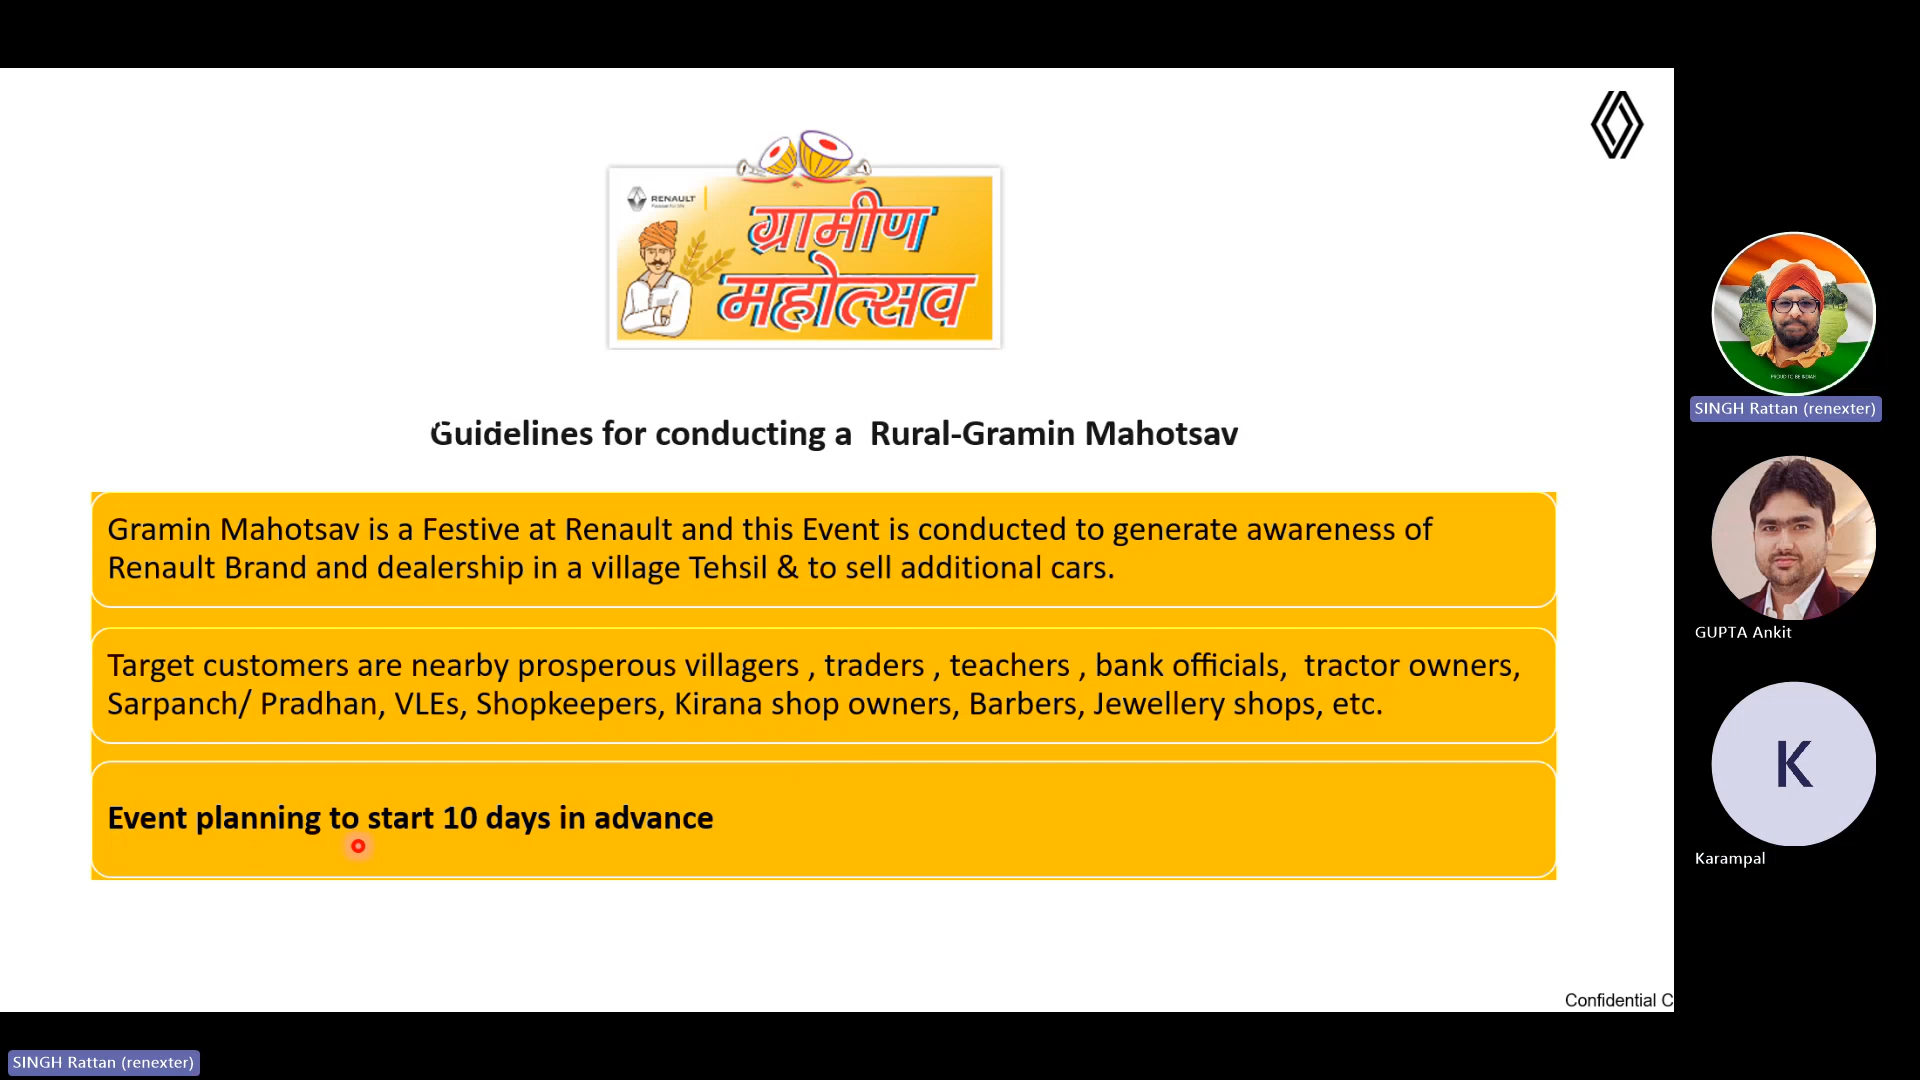 RENAULT
ग्रामीण
महोत्सव
Guidelines for conducting a Rural-Gramin Mahotsav
Gramin Mahotsav is a Festive at Renault and this Event is conducted to generate awareness of
Renault Brand and dealership in a village Tehsil & to sell additional cars.
Target customers are nearby prosperous villagers , traders , teachers , bank officials, tractor owners,
Sarpanch/ Pradhan, VLEs, Shopkeepers, Kirana shop owners, Barbers, Jewellery shops, etc.
Event planning to start 10 days in advance
Confidential C
PROUD TO BE INDIAN
SINGH Rattan (renexter)
GUPTA Ankit
K
Karampal
SINGH Rattan (renexter)